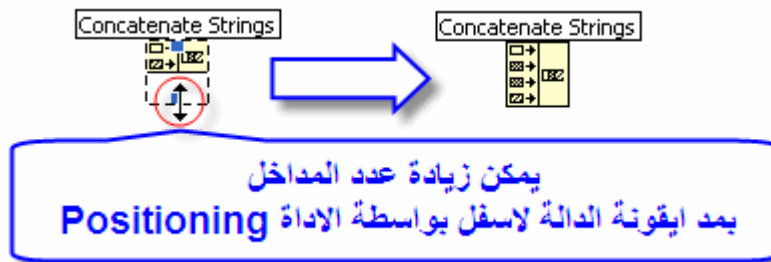 Concatenate Strings
Concatenate Strings
يمكن زيادة عدد المداخل
بمد ايقونة الدالة لاسفل بواسطة الاداة Positioning